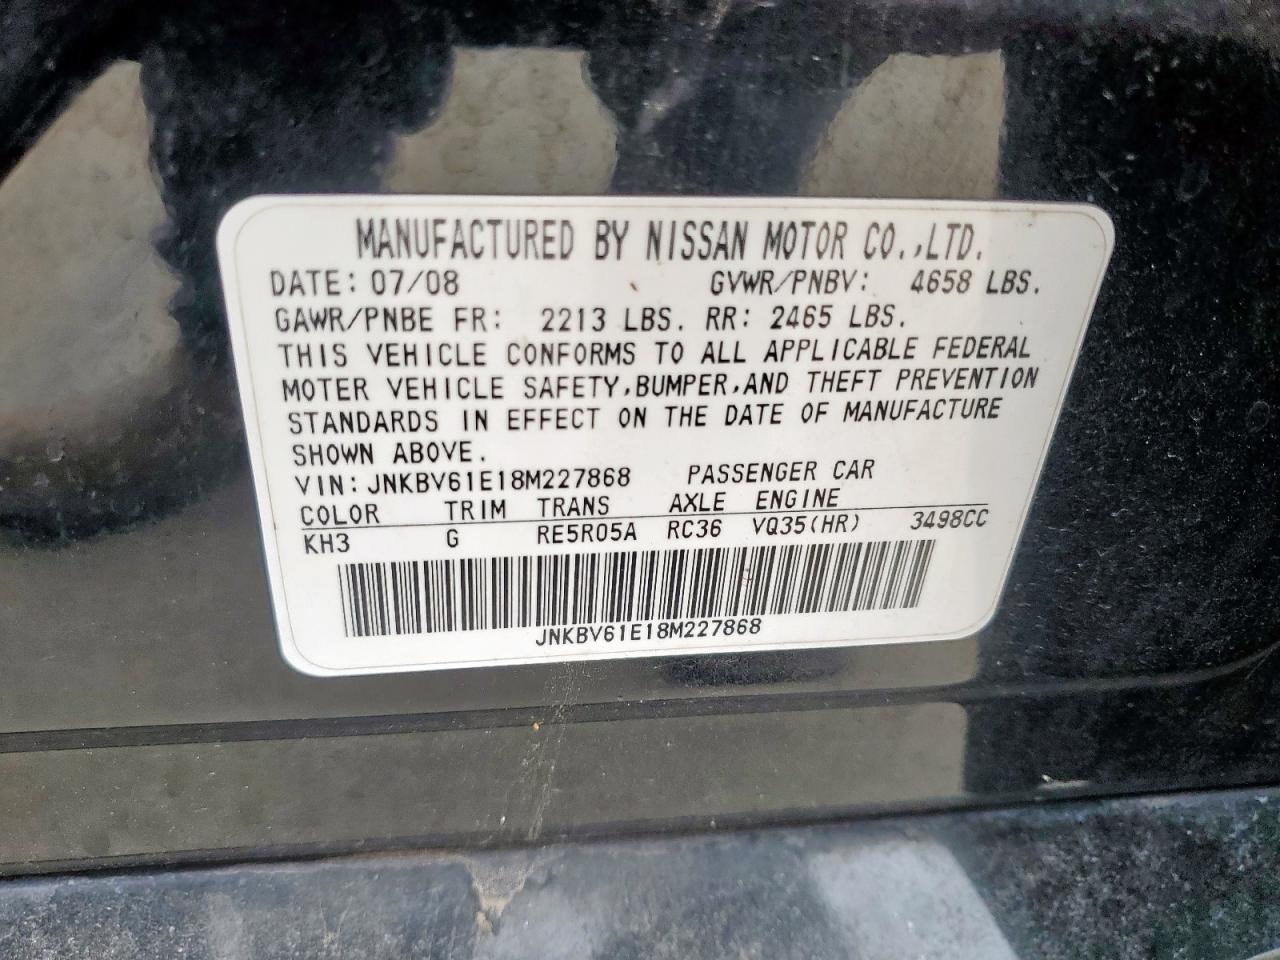 MANUFACTURED BY NISSAN MOTOR CO.,LTD.
DATE: 07/08 GVWR/PNBV: 4658 LBS.
GAWR/PNBE FR: 2213 LBS. RR: 2465 LBS.
THIS VEHICLE CONFORMS TO ALL APPLICABLE FEDERAL
MOTER VEHICLE SAFETY,BUMPER,AND THEFT PREVENTION
STANDARDS IN EFFECT ON THE DATE OF MANUFACTURE
SHOWN ABOVE.
VIN: JNKBV61E18M227868 PASSENGER CAR
COLOR TRIM TRANS AXLE ENGINE
KH3 G RE5R05A RC36 VQ35(HR) 3498CC
JNKBV61E18M227868